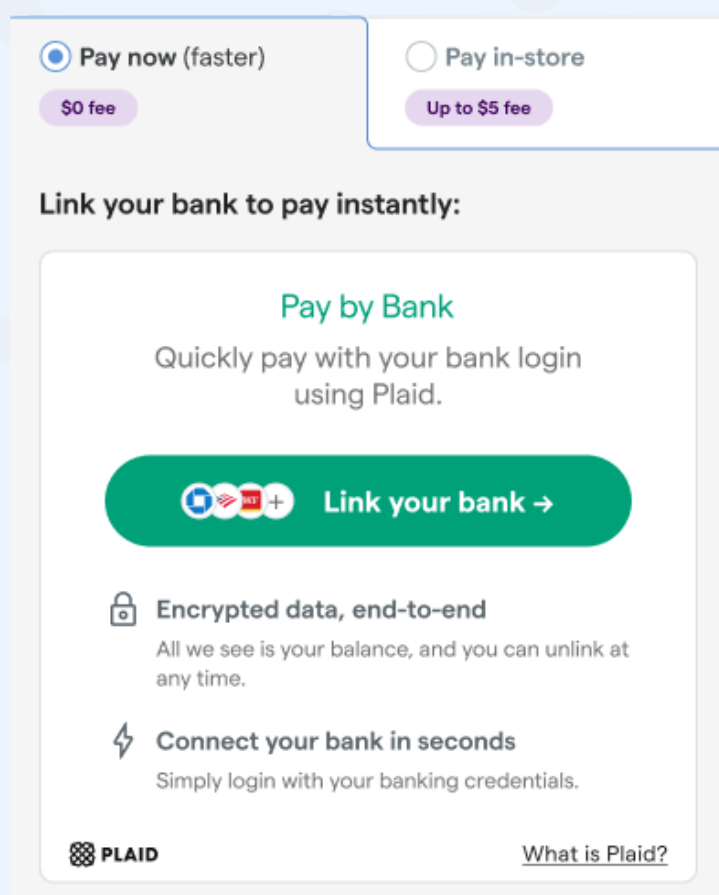 Pay now (faster)
Pay in-store
$0 fee
Up to $5 fee
Link your bank to pay instantly:
Pay by Bank
Quickly pay with your bank login
using Plaid.
Link your bank →
Encrypted data, end-to-end
All we see is your balance, and you can unlink at
any time.
Connect your bank in seconds
Simply login with your banking credentials.
PLAID
What is Plaid?